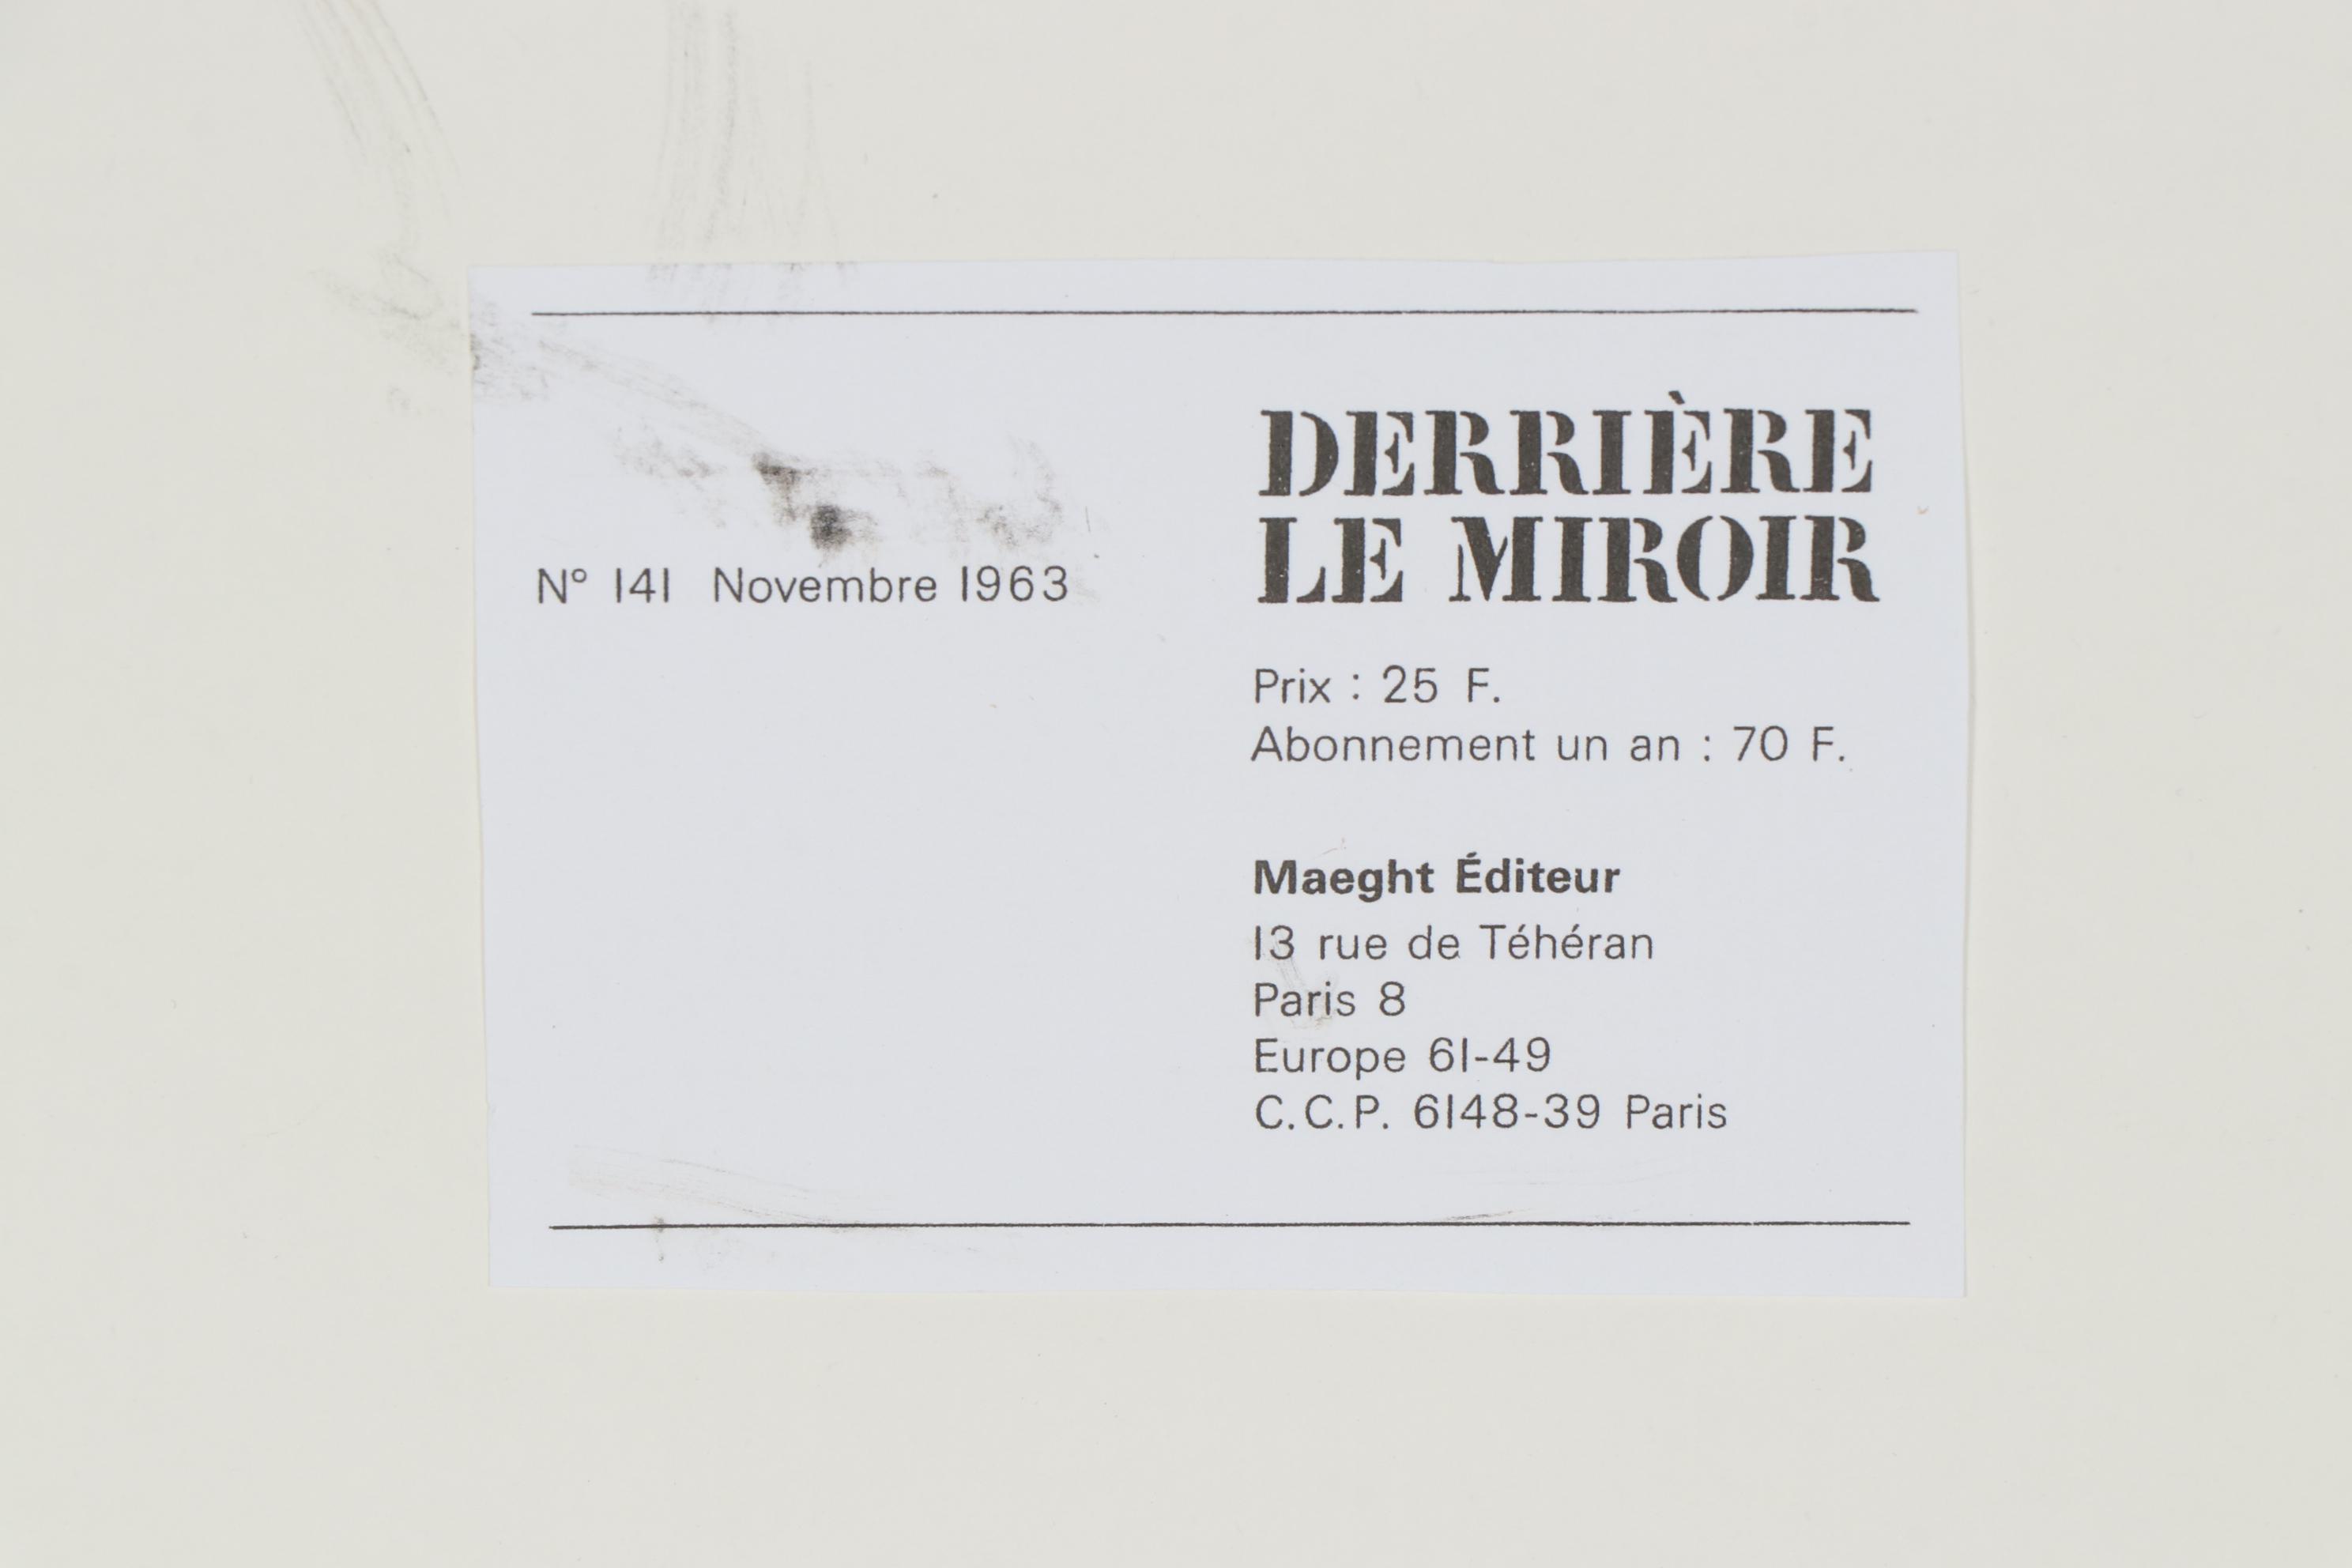 DERRIÈRE
LE MIROIR
N° 141 Novembre 1963
Prix : 25 F.
Abonnement un an : 70 F.
Maeght Éditeur
13 rue de Téhéran
Paris 8
Europe 61-49
C.C.P. 6148-39 Paris